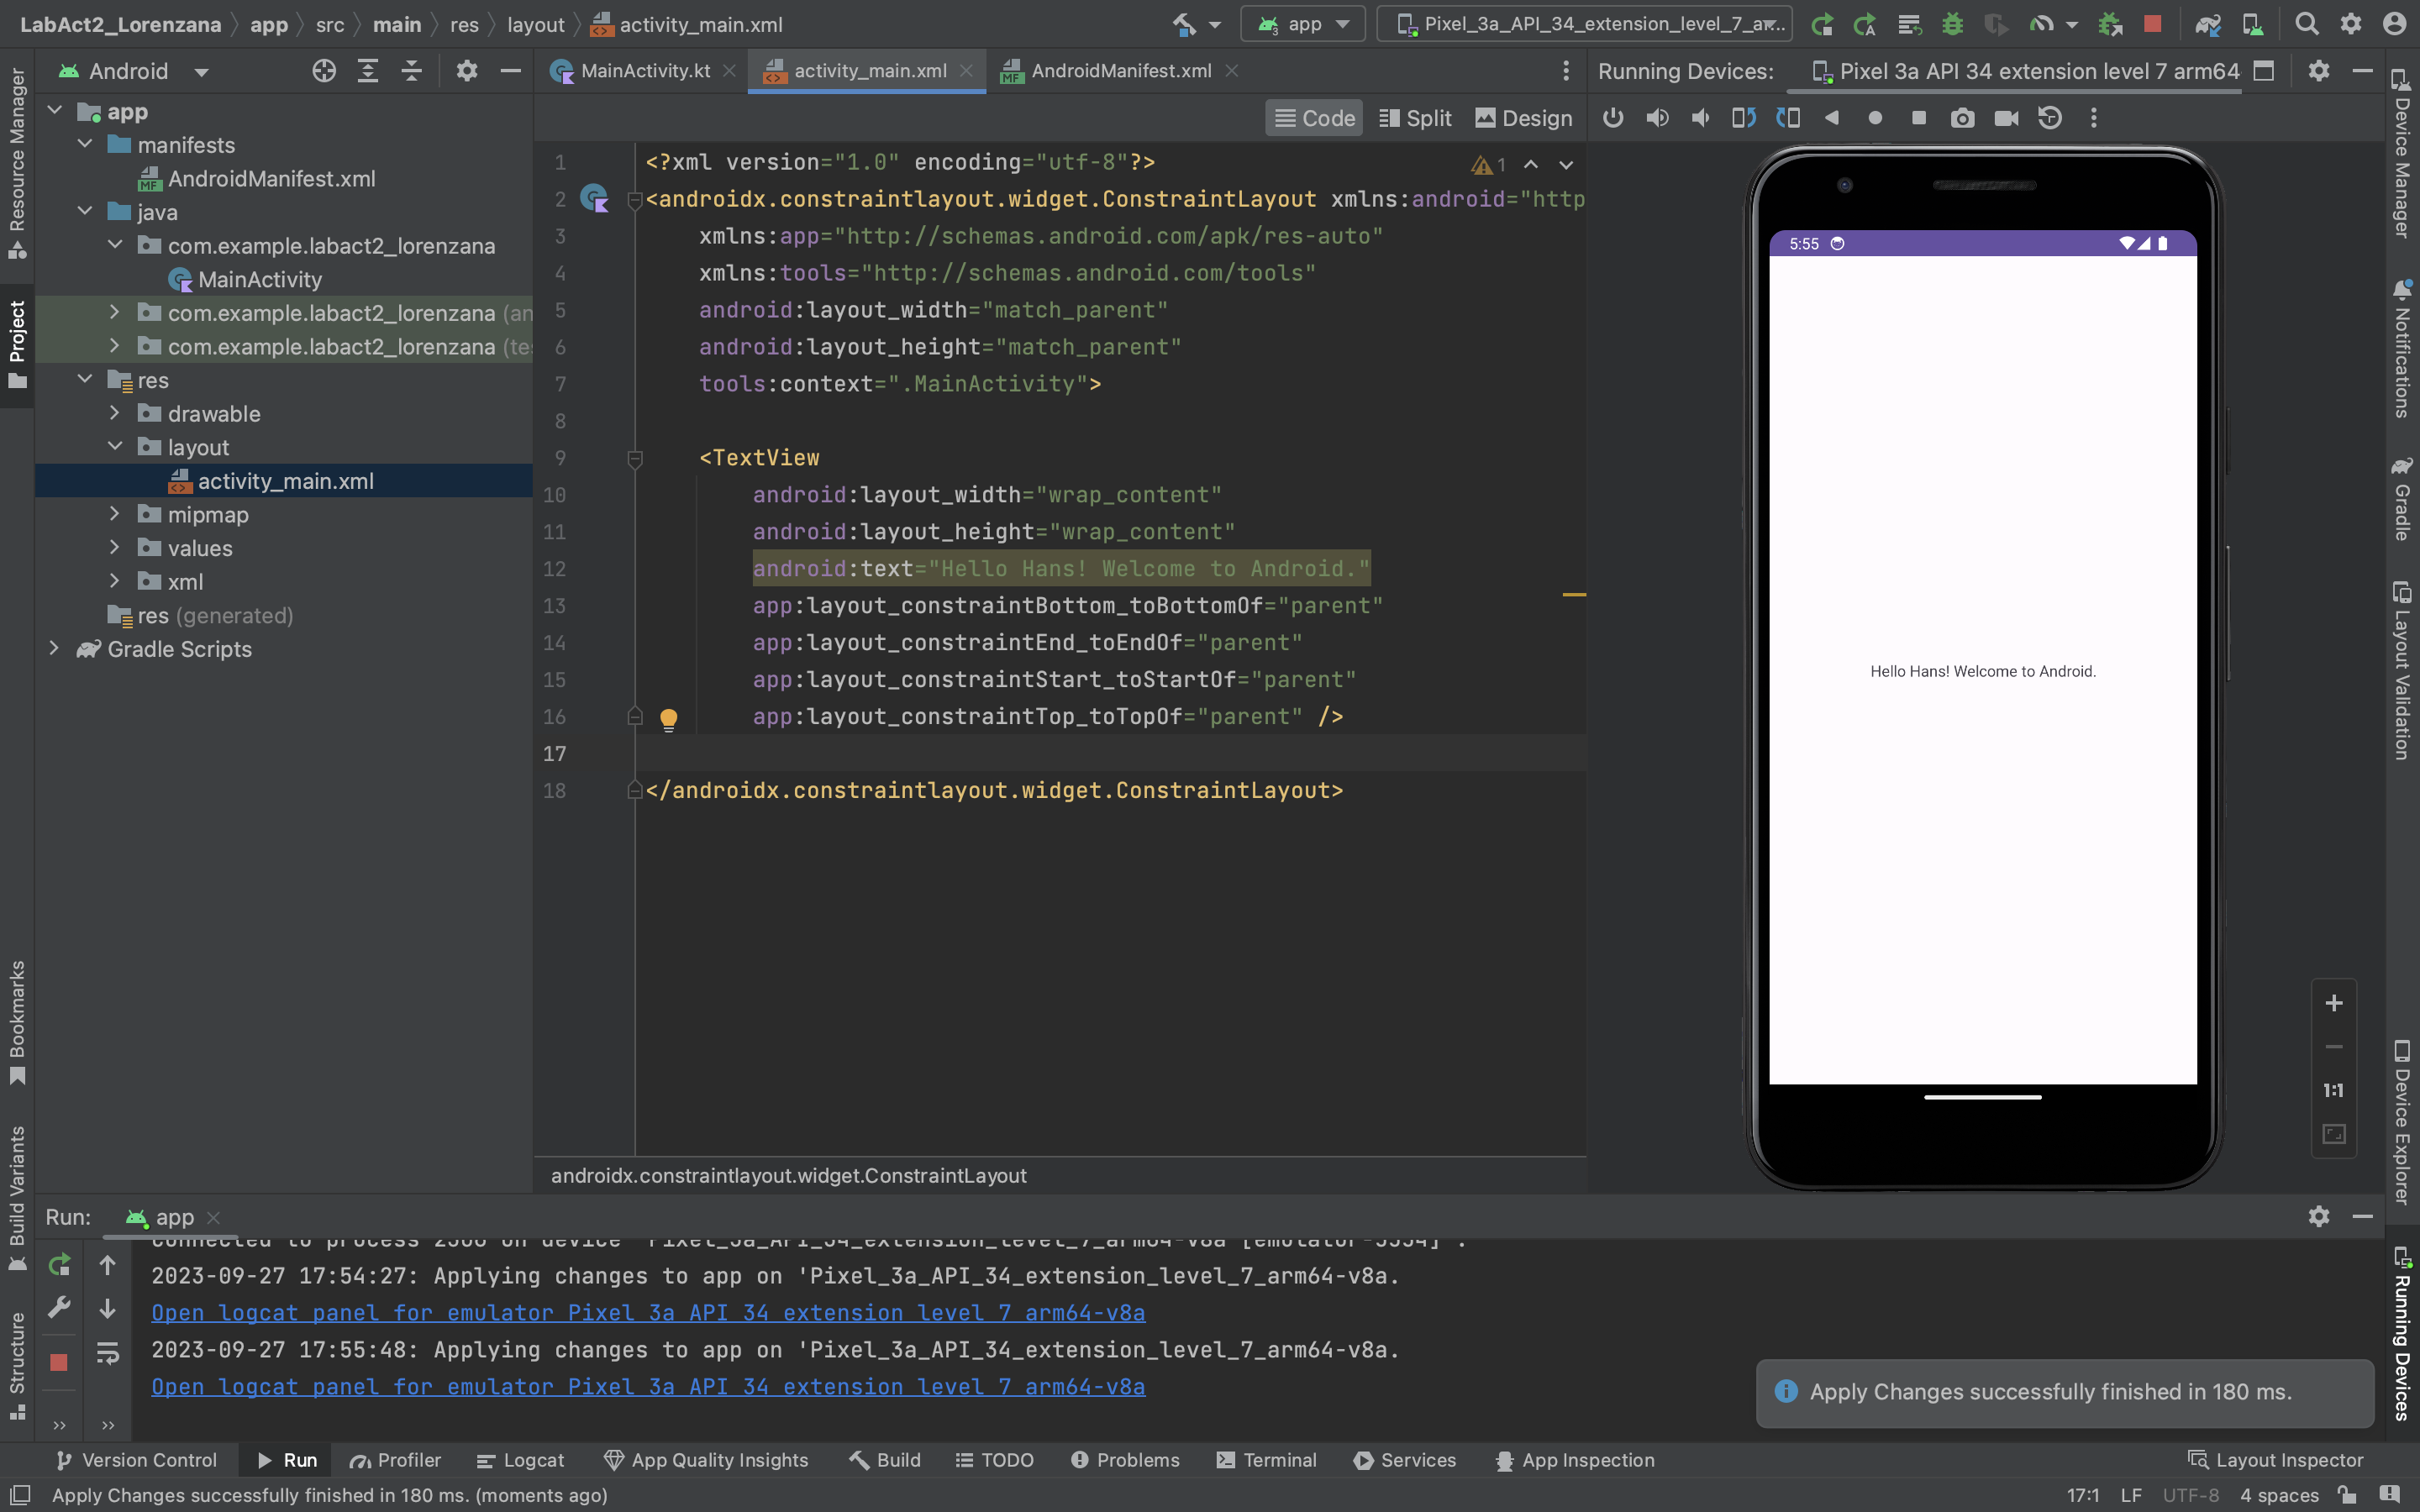 LabAct2_Lorenzana app src main res layout activity_main.xml
app Pixel_3a_API_34_extension_level_7_ar...
Android
MainActivity.kt activity_main.xml AndroidManifest.xml
Running Devices: Pixel 3a API 34 extension level 7 arm64
Code Split Design
Resource Manager
Project
Bookmarks
Build Variants
Structure
app
manifests
AndroidManifest.xml
java
com.example.labact2_lorenzana
MainActivity
com.example.labact2_lorenzana (an
com.example.labact2_lorenzana (te
res
drawable
layout
activity_main.xml
mipmap
values
xml
res (generated)
Gradle Scripts
1 <?xml version="1.0" encoding="utf-8"?>
1
2 <androidx.constraintlayout.widget.ConstraintLayout xmlns:android="http
3 xmlns:app="http://schemas.android.com/apk/res-auto"
4 xmlns:tools="http://schemas.android.com/tools"
5 android:layout_width="match_parent"
6 android:layout_height="match_parent"
7 tools:context=".MainActivity">
8
9 <TextView
10 android:layout_width="wrap_content"
11 android:layout_height="wrap_content"
12 android:text="Hello Hans! Welcome to Android."
13 app:layout_constraintBottom_toBottomOf="parent"
14 app:layout_constraintEnd_toEndOf="parent"
15 app:layout_constraintStart_toStartOf="parent"
16 app:layout_constraintTop_toTopOf="parent" />
17
18 </androidx.constraintlayout.widget.ConstraintLayout>
androidx.constraintlayout.widget.ConstraintLayout
5:55
Hello Hans! Welcome to Android.
1:1
Device Manager
Notifications
Gradle
Layout Validation
Device Explorer
Running Devices
Run: app
2023-09-27 17:54:27: Applying changes to app on 'Pixel_3a_API_34_extension_level_7_arm64-v8a.
Open logcat panel for emulator Pixel 3a API 34 extension level 7 arm64-v8a
2023-09-27 17:55:48: Applying changes to app on 'Pixel_3a_API_34_extension_level_7_arm64-v8a.
Open logcat panel for emulator Pixel 3a API 34 extension level 7 arm64-v8a
Apply Changes successfully finished in 180 ms.
Version Control Run Profiler Logcat App Quality Insights Build TODO Problems Terminal Services App Inspection Layout Inspector
Apply Changes successfully finished in 180 ms. (moments ago) 17:1 LF UTF-8 4 spaces